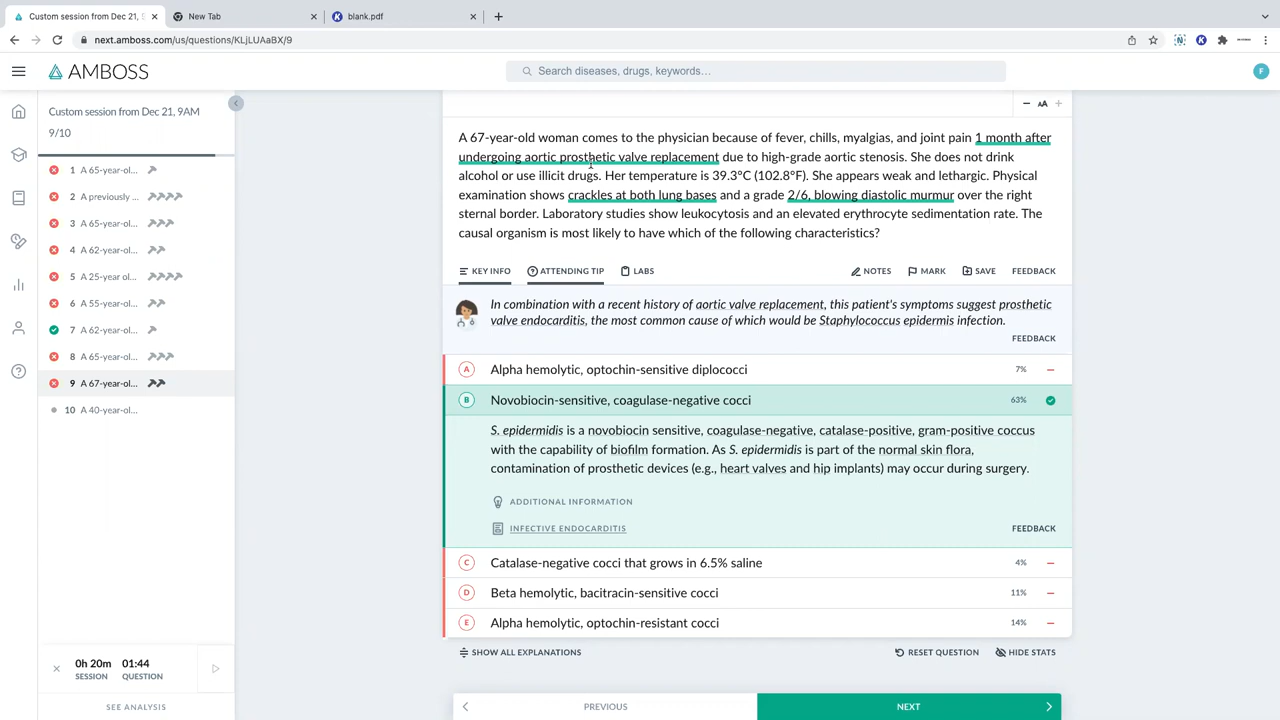 Custom session from Dec 21, 9
New Tab
blank.pdf
next.amboss.com/us/questions/KLjLUAaBX/9
F
AMBOSS
Search diseases, drugs, keywords…
Custom session from Dec 21, 9AM
9/10
1 A 65-year-ol...
2 A previously ...
3 A 65-year-ol...
4 A 62-year-ol...
5 A 25-year ol...
6 A 55-year-ol...
7 A 62-year-ol...
8 A 65-year-ol...
9 A 67-year-ol...
10 A 40-year-ol...
0h 20m 01:44
SESSION QUESTION
SEE ANALYSIS
AA
A 67-year-old woman comes to the physician because of fever, chills, myalgias, and joint pain 1 month after
undergoing aortic prosthetic valve replacement due to high-grade aortic stenosis. She does not drink
alcohol or use illicit drugs. Her temperature is 39.3°C (102.8°F). She appears weak and lethargic. Physical
examination shows crackles at both lung bases and a grade 2/6, blowing diastolic murmur over the right
sternal border. Laboratory studies show leukocytosis and an elevated erythrocyte sedimentation rate. The
causal organism is most likely to have which of the following characteristics?
KEY INFO ATTENDING TIP LABS NOTES MARK SAVE FEEDBACK
In combination with a recent history of aortic valve replacement, this patient's symptoms suggest prosthetic
valve endocarditis, the most common cause of which would be Staphylococcus epidermis infection.
FEEDBACK
A Alpha hemolytic, optochin-sensitive diplococci 7%
B Novobiocin-sensitive, coagulase-negative cocci 63%
S. epidermidis is a novobiocin sensitive, coagulase-negative, catalase-positive, gram-positive coccus
with the capability of biofilm formation. As S. epidermidis is part of the normal skin flora,
contamination of prosthetic devices (e.g., heart valves and hip implants) may occur during surgery.
ADDITIONAL INFORMATION
INFECTIVE ENDOCARDITIS FEEDBACK
C Catalase-negative cocci that grows in 6.5% saline 4%
D Beta hemolytic, bacitracin-sensitive cocci 11%
E Alpha hemolytic, optochin-resistant cocci 14%
SHOW ALL EXPLANATIONS RESET QUESTION HIDE STATS
PREVIOUS NEXT